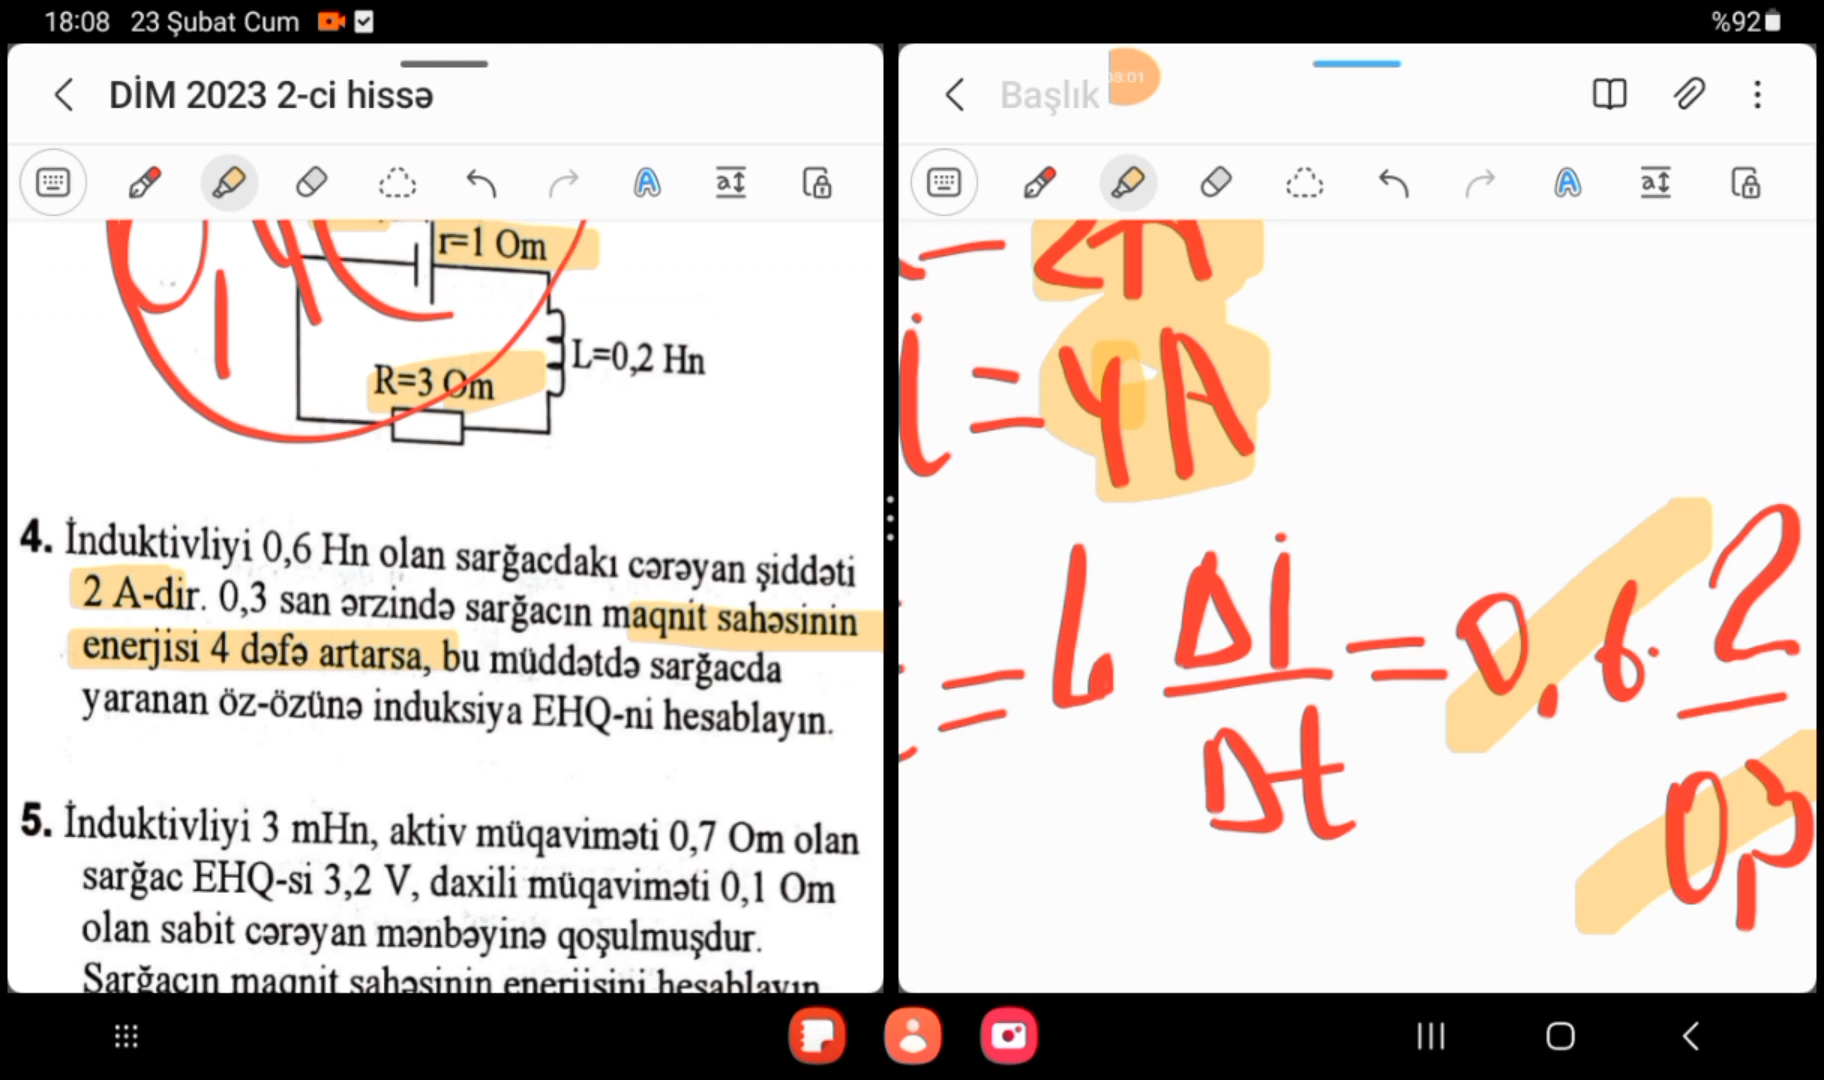 18:08 23 Şubat Cum
%92
DİM 2023 2-ci hissə
r=1 Om
L=0,2 Hn
R=3 Om
4. İnduktivliyi 0,6 Hn olan sarğacdakı cərəyan şiddəti
2 A-dir. 0,3 san ərzində sarğacın maqnit sahəsinin
enerjisi 4 dəfə artarsa, bu müddətdə sarğacda
yaranan öz-özünə induksiya EHQ-ni hesablayın.
5. İnduktivliyi 3 mHn, aktiv müqaviməti 0,7 Om olan
sarğac EHQ-si 3,2 V, daxili müqaviməti 0,1 Om
olan sabit cərəyan mənbəyinə qoşulmuşdur.
Sarğacın maqnit sahəsinin enerjisini hesablayın
Başlık
08:01
= 2A
i = 4A
= L Δi / Δt = 0.6 · 2 / 0,3